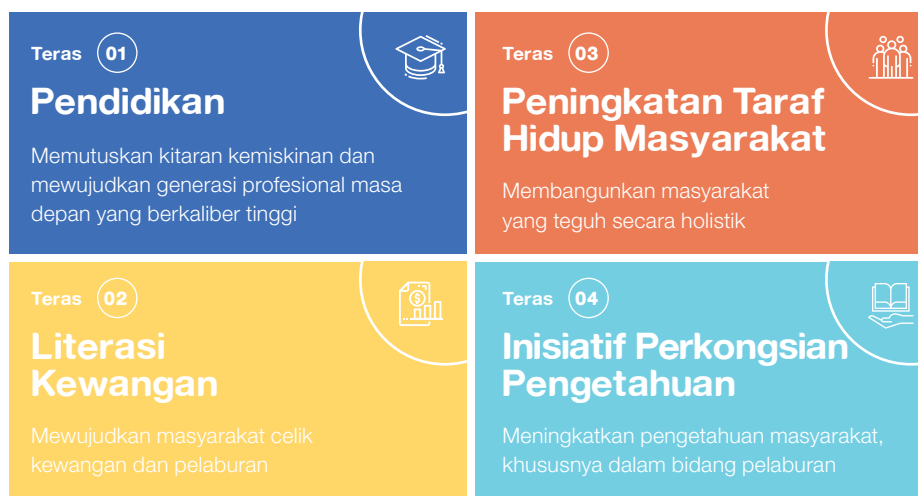 Teras 01
Pendidikan
Memutuskan kitaran kemiskinan dan
mewujudkan generasi profesional masa
depan yang berkaliber tinggi
Teras 02
Literasi
Kewangan
Mewujudkan masyarakat celik
kewangan dan pelaburan
Teras 03
Peningkatan Taraf
Hidup Masyarakat
Membangunkan masyarakat
yang teguh secara holistik
Teras 04
Inisiatif Perkongsian
Pengetahuan
Meningkatkan pengetahuan masyarakat,
khususnya dalam bidang pelaburan